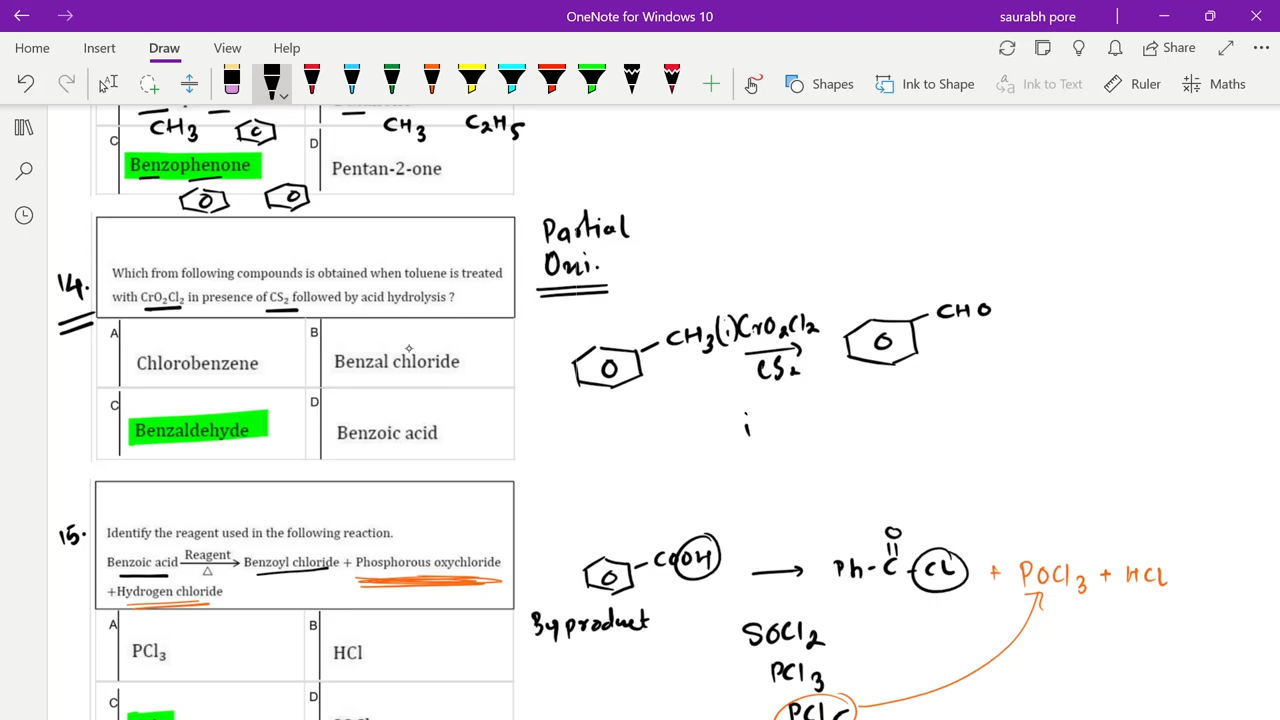 OneNote for Windows 10
saurabh pore
Home Insert Draw View Help
Share
Shapes Ink to Shape Ink to Text Ruler Maths
CH3 CH3 C2H5
C Benzophenone D Pentan-2-one
14.
Which from following compounds is obtained when toluene is treated
with CrO2Cl2 in presence of CS2 followed by acid hydrolysis ?
A Chlorobenzene B Benzal chloride
C Benzaldehyde D Benzoic acid
Partial
Oxi.
CH3 (i) CrO2Cl2 CHO
CS2
i
15.
Identify the reagent used in the following reaction.
Benzoic acid Reagent → Benzoyl chloride + Phosphorous oxychloride
△
+Hydrogen chloride
A PCl3 B HCl
C D
COOH → Ph-C-Cl + POCl3 + HCl
O
Byproduct
SOCl2
PCl3